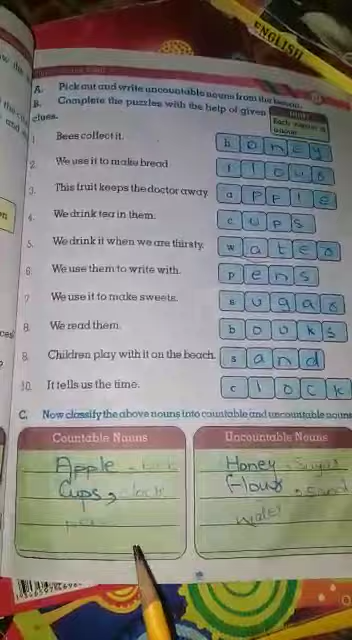 ENGLISH
A. Pick out and write uncountable nouns from the lesson.
B. Complete the puzzles with the help of given clues.
Each
1. Bees collect it. h o n e y
2. We use it to make bread f l o u r
3. This fruit keeps the doctor away. a p p l e
4. We drink tea in them. c u p s
5. We drink it when we are thirsty. w a t e r
6. We use them to write with. p e n s
7. We use it to make sweets. s u g a r
8. We read them. b o o k s
9. Children play with it on the beach. s a n d
10. It tells us the time. c l o c k
C. Now classify the above nouns into countable and uncountable nouns
Countable Nouns Uncountable Nouns
Apple Honey, Sugar
Cups, clock Flour, Sand
water